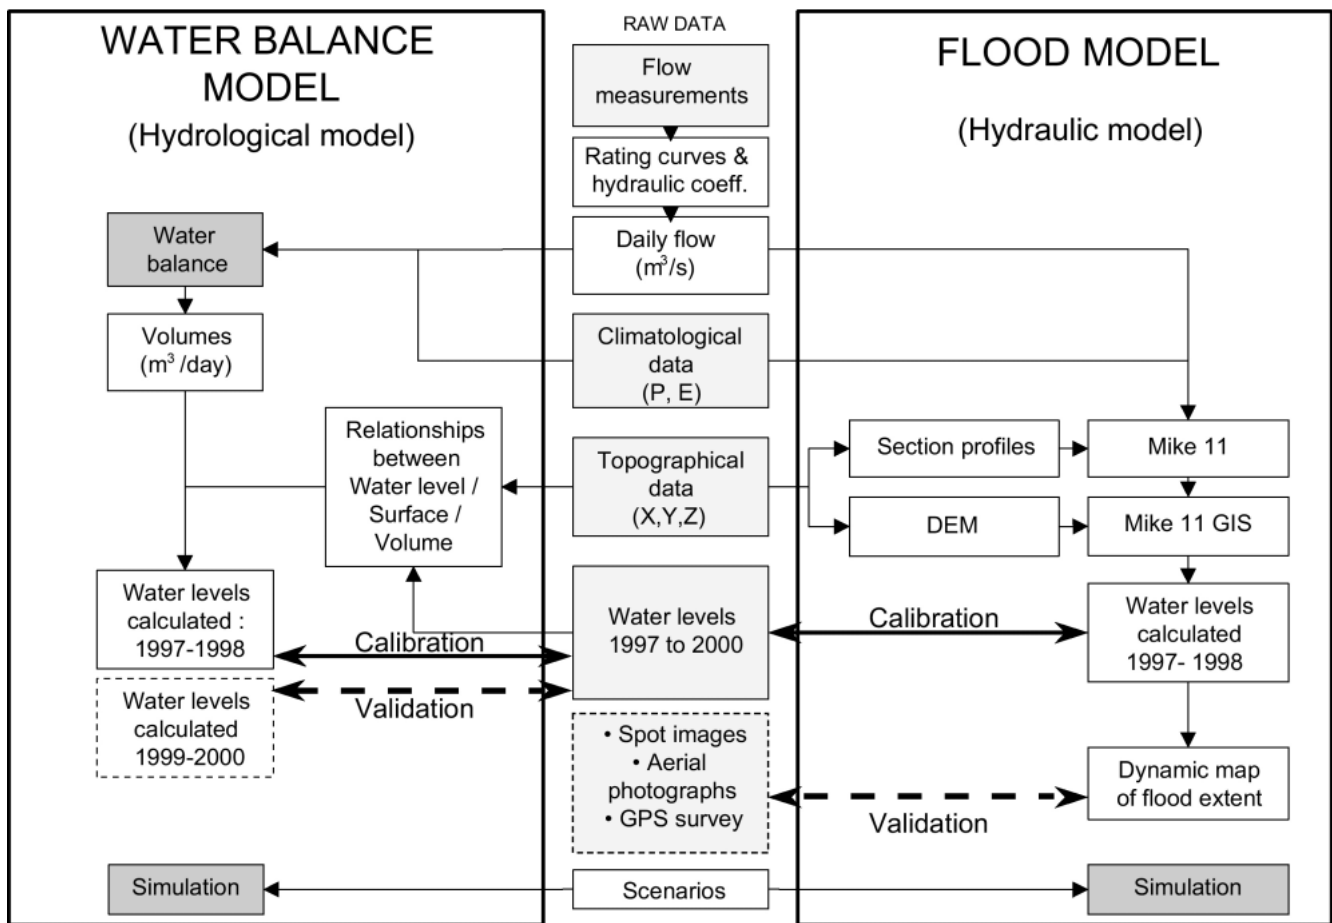 WATER BALANCE
MODEL
(Hydrological model)
RAW DATA
FLOOD MODEL
(Hydraulic model)
Flow
measurements
Rating curves &
hydraulic coeff.
Daily flow
(m³/s)
Water
balance
Volumes
(m³ /day)
Climatological
data
(P, E)
Relationships
between
Water level /
Surface /
Volume
Topographical
data
(X,Y,Z)
Section profiles
Mike 11
DEM
Mike 11 GIS
Water levels
calculated :
1997-1998
Calibration
Water levels
1997 to 2000
Calibration
Water levels
calculated
1997- 1998
Water levels
calculated
1999-2000
Validation
• Spot images
• Aerial
photographs
• GPS survey
Validation
Dynamic map
of flood extent
Simulation
Scenarios
Simulation